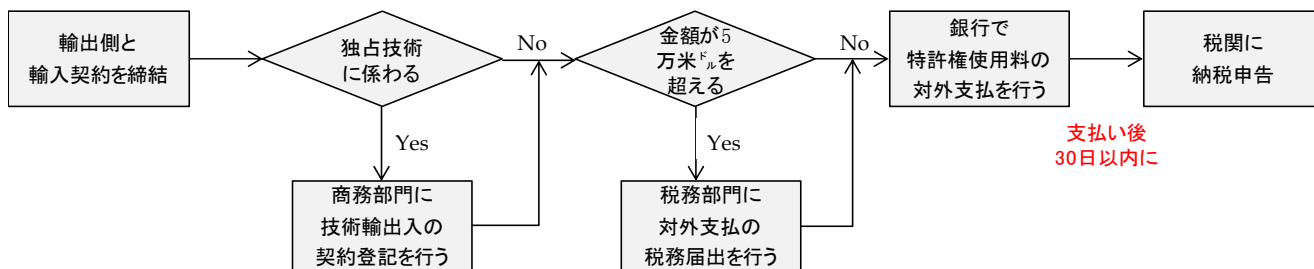 輸出側と
輸入契約を締結
独占技術
に係わる
No
Yes
商務部門に
技術輸出入の
契約登記を行う
金額が5
万米ドルを
超える
No
Yes
税務部門に
対外支払の
税務届出を行う
銀行で
特許権使用料の
対外支払を行う
支払い後
30日以内に
税関に
納税申告